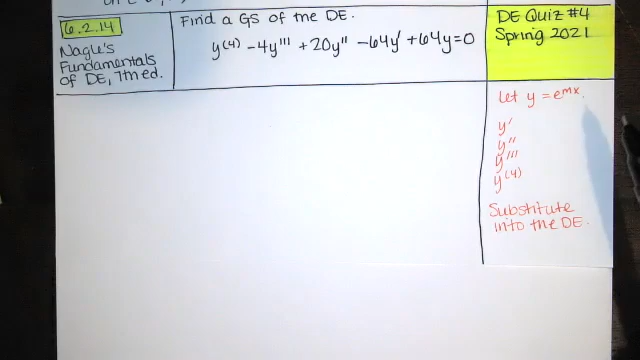 6.2.14
Nagle's
Fundamentals
of DE, 7th ed.
Find a GS of the DE.
y⁽⁴⁾ - 4y''' + 20y'' - 64y' + 64y = 0
DE Quiz #4
Spring 2021
Let y = e^mx.
y'
y''
y'''
y⁽⁴⁾
Substitute
into the DE.